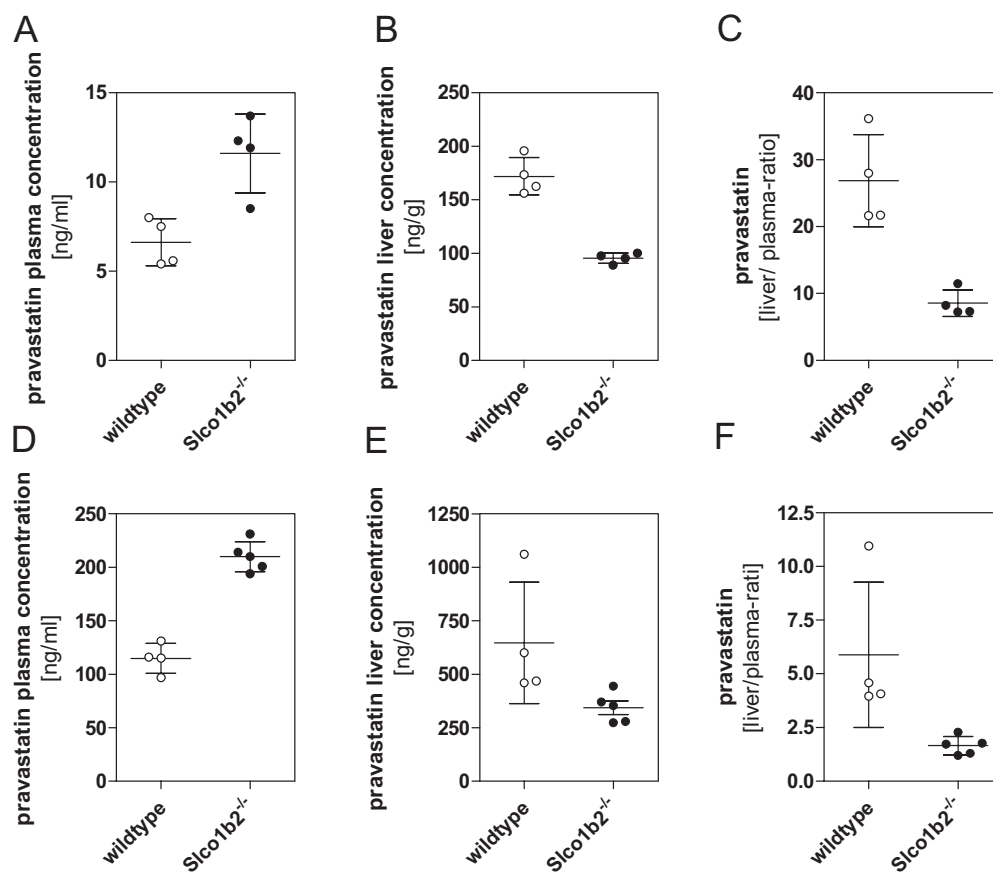 A
pravastatin plasma concentration
[ng/ml]
15
10
5
0
wildtype
Slco1b2-/-
B
pravastatin liver concentration
[ng/g]
250
200
150
100
50
0
wildtype
Slco1b2-/-
C
pravastatin
[liver/ plasma-ratio]
40
30
20
10
0
wildtype
Slco1b2-/-
D
pravastatin plasma concentration
[ng/ml]
250
200
150
100
50
0
wildtype
Slco1b2-/-
E
pravastatin liver concentration
[ng/g]
1250
1000
750
500
250
0
wildtype
Slco1b2-/-
F
pravastatin
[liver/plasma-rati]
12.5
10.0
7.5
5.0
2.5
0.0
wildtype
Slco1b2-/-